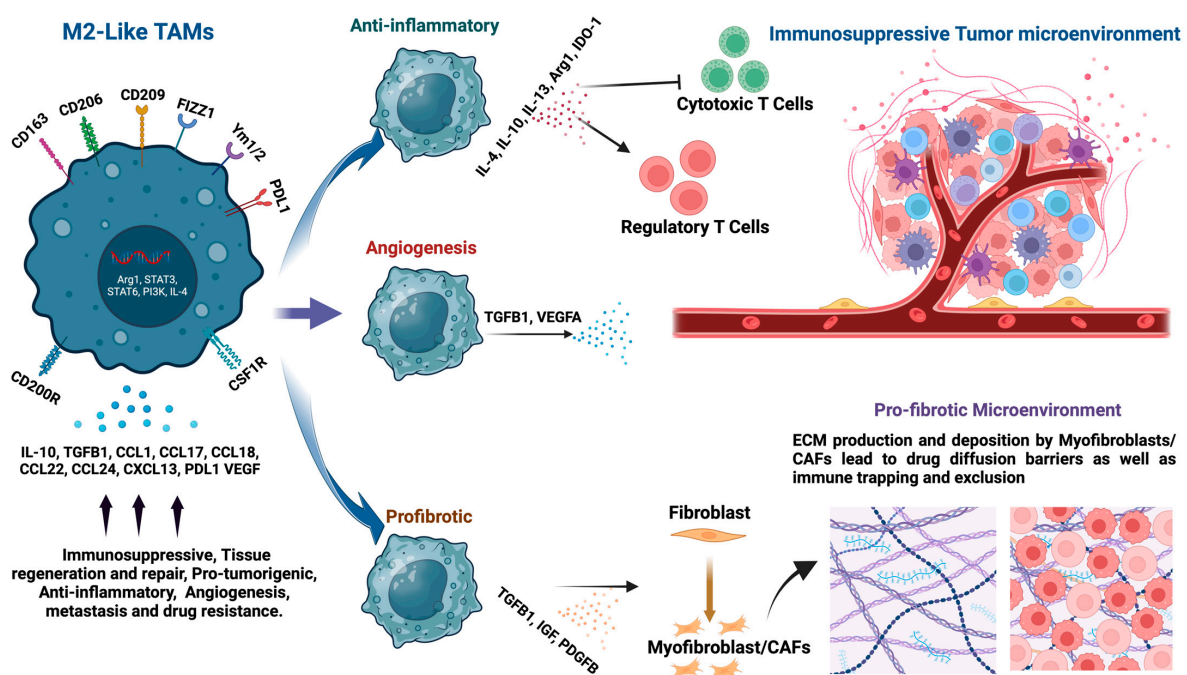 M2-Like TAMs
CD163
CD206
CD209
FIZZ1
Ym1/2
PDL1
Arg1, STAT3,
STAT6, PI3K, IL-4
CD200R
CSF1R
IL-10, TGFB1, CCL1, CCL17, CCL18,
CCL22, CCL24, CXCL13, PDL1 VEGF
Immunosuppressive, Tissue
regeneration and repair, Pro-tumorigenic,
Anti-inflammatory, Angiogenesis,
metastasis and drug resistance.
Anti-inflammatory
IL-4, IL-10, IL-13, Arg1, IDO-1
Cytotoxic T Cells
Regulatory T Cells
Immunosuppressive Tumor microenvironment
Angiogenesis
TGFB1, VEGFA
Profibrotic
TGFB1, IGF, PDGFB
Fibroblast
Myofibroblast/CAFs
Pro-fibrotic Microenvironment
ECM production and deposition by Myofibroblasts/
CAFs lead to drug diffusion barriers as well as
immune trapping and exclusion